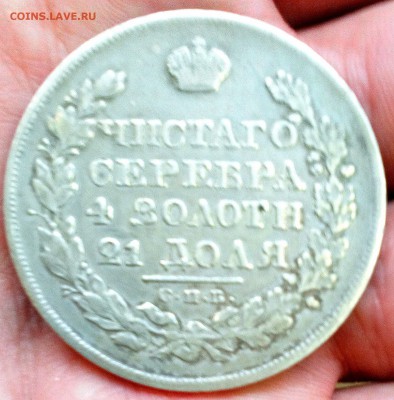 COINS.LAVE.RU
ЧИСТАГО
СЕРЕБРА
4 ЗОЛОТН
21 ДОЛЯ
С.П.Б.